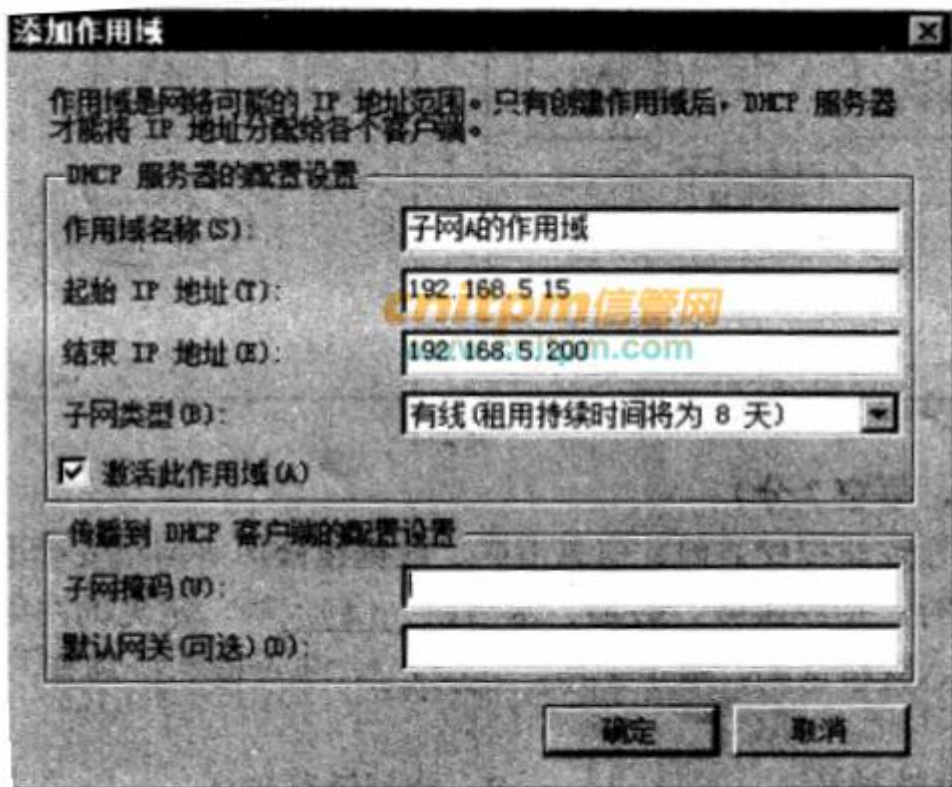 添加作用域
作用域是网络可能的 IP 地址范围。只有创建作用域后，DHCP 服务器
才能将 IP 地址分配给各个客户端。
DHCP 服务器的配置设置
作用域名称(S):
子网A的作用域
起始 IP 地址(T):
192.168.5.15
cnitpm信管网
结束 IP 地址(E):
192.168.5.200
www.cnitpm.com
子网类型(B):
有线(租用持续时间将为 8 天)
激活此作用域(A)
传播到 DHCP 客户端的配置设置
子网掩码(U):
默认网关(可选)(D):
确定
取消